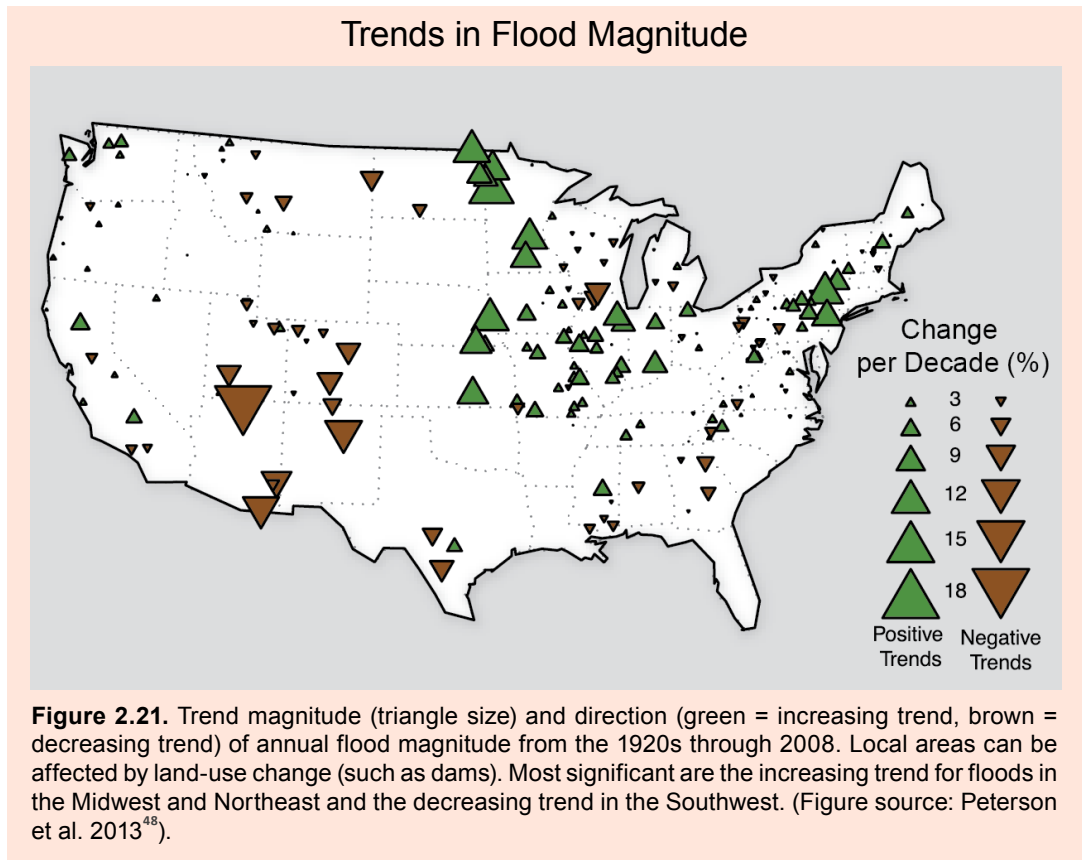 Trends in Flood Magnitude
Change
per Decade (%)
3
6
9
12
15
18
Positive
Trends
Negative
Trends
Figure 2.21. Trend magnitude (triangle size) and direction (green = increasing trend, brown =
decreasing trend) of annual flood magnitude from the 1920s through 2008. Local areas can be
affected by land-use change (such as dams). Most significant are the increasing trend for floods in
the Midwest and Northeast and the decreasing trend in the Southwest. (Figure source: Peterson
et al. 2013⁴⁸).